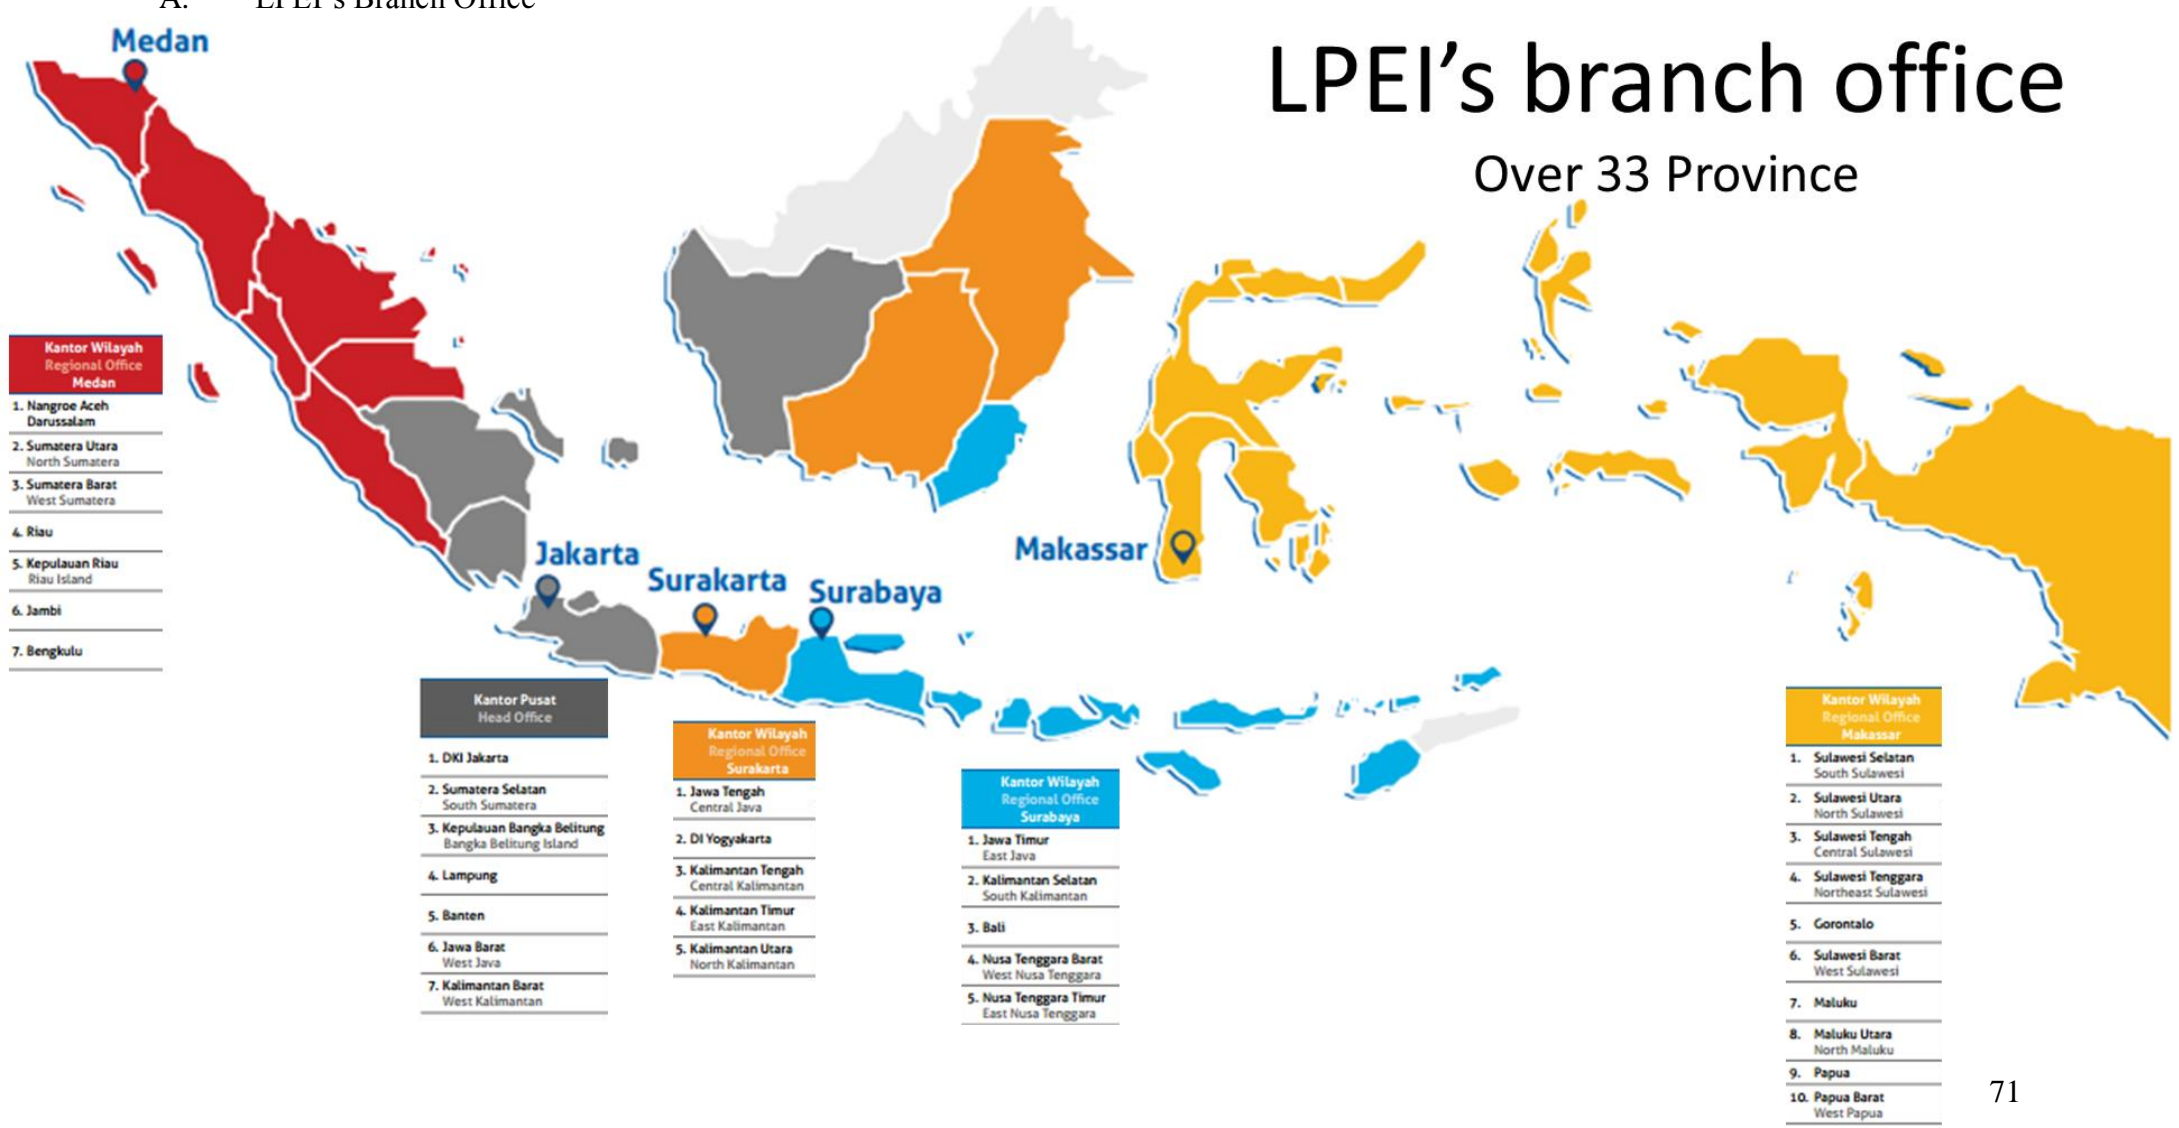 A. LPEI's Branch Office
LPEI’s branch office
Over 33 Province
Medan
Jakarta
Surakarta
Surabaya
Makassar
Kantor Wilayah
Regional Office
Medan
1. Nangroe Aceh
Darussalam
2. Sumatera Utara
North Sumatera
3. Sumatera Barat
West Sumatera
4. Riau
5. Kepulauan Riau
Riau Island
6. Jambi
7. Bengkulu
Kantor Pusat
Head Office
1. DKI Jakarta
2. Sumatera Selatan
South Sumatera
3. Kepulauan Bangka Belitung
Bangka Belitung Island
4. Lampung
5. Banten
6. Jawa Barat
West Java
7. Kalimantan Barat
West Kalimantan
Kantor Wilayah
Regional Office
Surakarta
1. Jawa Tengah
Central Java
2. DI Yogyakarta
3. Kalimantan Tengah
Central Kalimantan
4. Kalimantan Timur
East Kalimantan
5. Kalimantan Utara
North Kalimantan
Kantor Wilayah
Regional Office
Surabaya
1. Jawa Timur
East Java
2. Kalimantan Selatan
South Kalimantan
3. Bali
4. Nusa Tenggara Barat
West Nusa Tenggara
5. Nusa Tenggara Timur
East Nusa Tenggara
Kantor Wilayah
Regional Office
Makassar
1. Sulawesi Selatan
South Sulawesi
2. Sulawesi Utara
North Sulawesi
3. Sulawesi Tengah
Central Sulawesi
4. Sulawesi Tenggara
Northeast Sulawesi
5. Gorontalo
6. Sulawesi Barat
West Sulawesi
7. Maluku
8. Maluku Utara
North Maluku
9. Papua
10. Papua Barat
West Papua
71